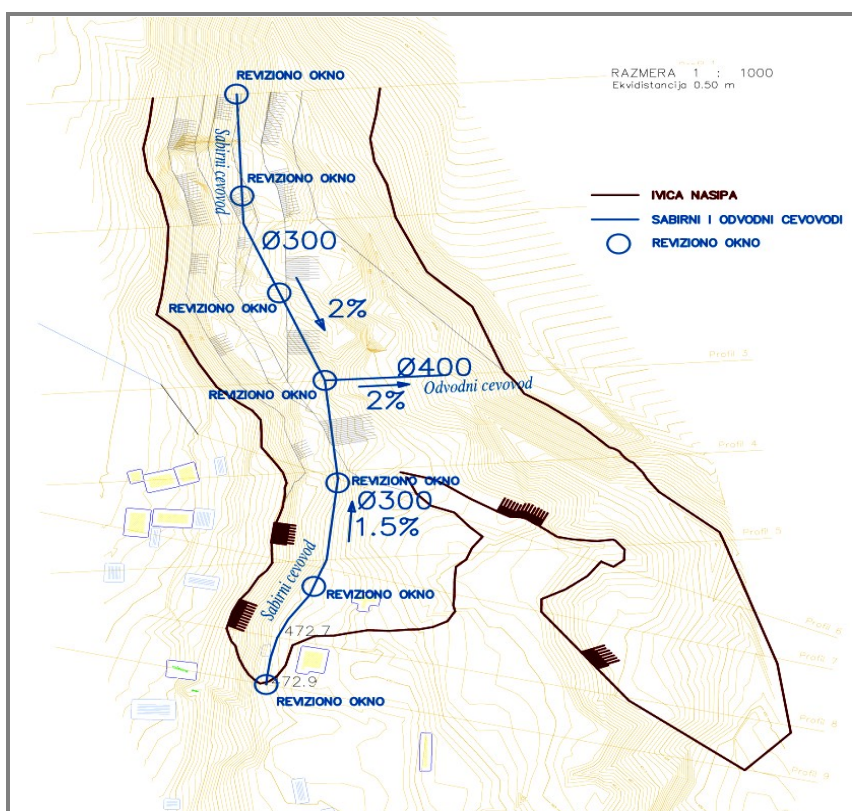 Profil 1
REVIZIONO OKNO
RAZMERA 1 : 1000
Ekvidistancija 0.50 m
Sabirni cevovod
REVIZIONO OKNO
IVICA NASIPA
SABIRNI I ODVODNI CEVOVODI
REVIZIONO OKNO
Ø300
REVIZIONO OKNO
2%
Profil 3
Ø400
REVIZIONO OKNO
Odvodni cevovod
2%
Profil 4
REVIZIONO OKNO
Ø300
1.5%
Profil 5
Sabirni cevovod
REVIZIONO OKNO
Profil 6
472.7
Profil 7
472.9
REVIZIONO OKNO
Profil 8
Profil 9